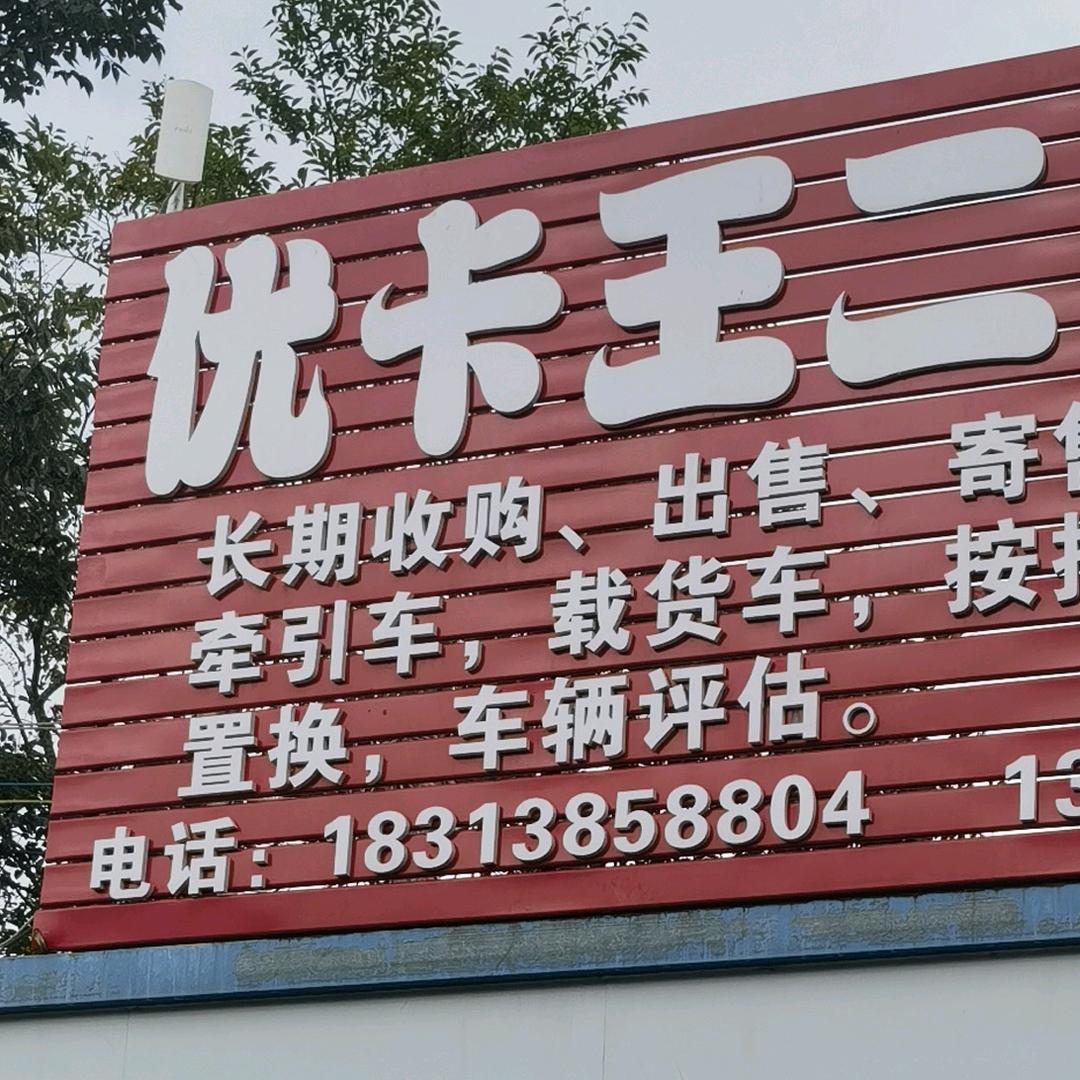 优卡王二
长期收购、出售、寄售
牵引车，载货车，按
置换，车辆评估。
电话：18313858804 13